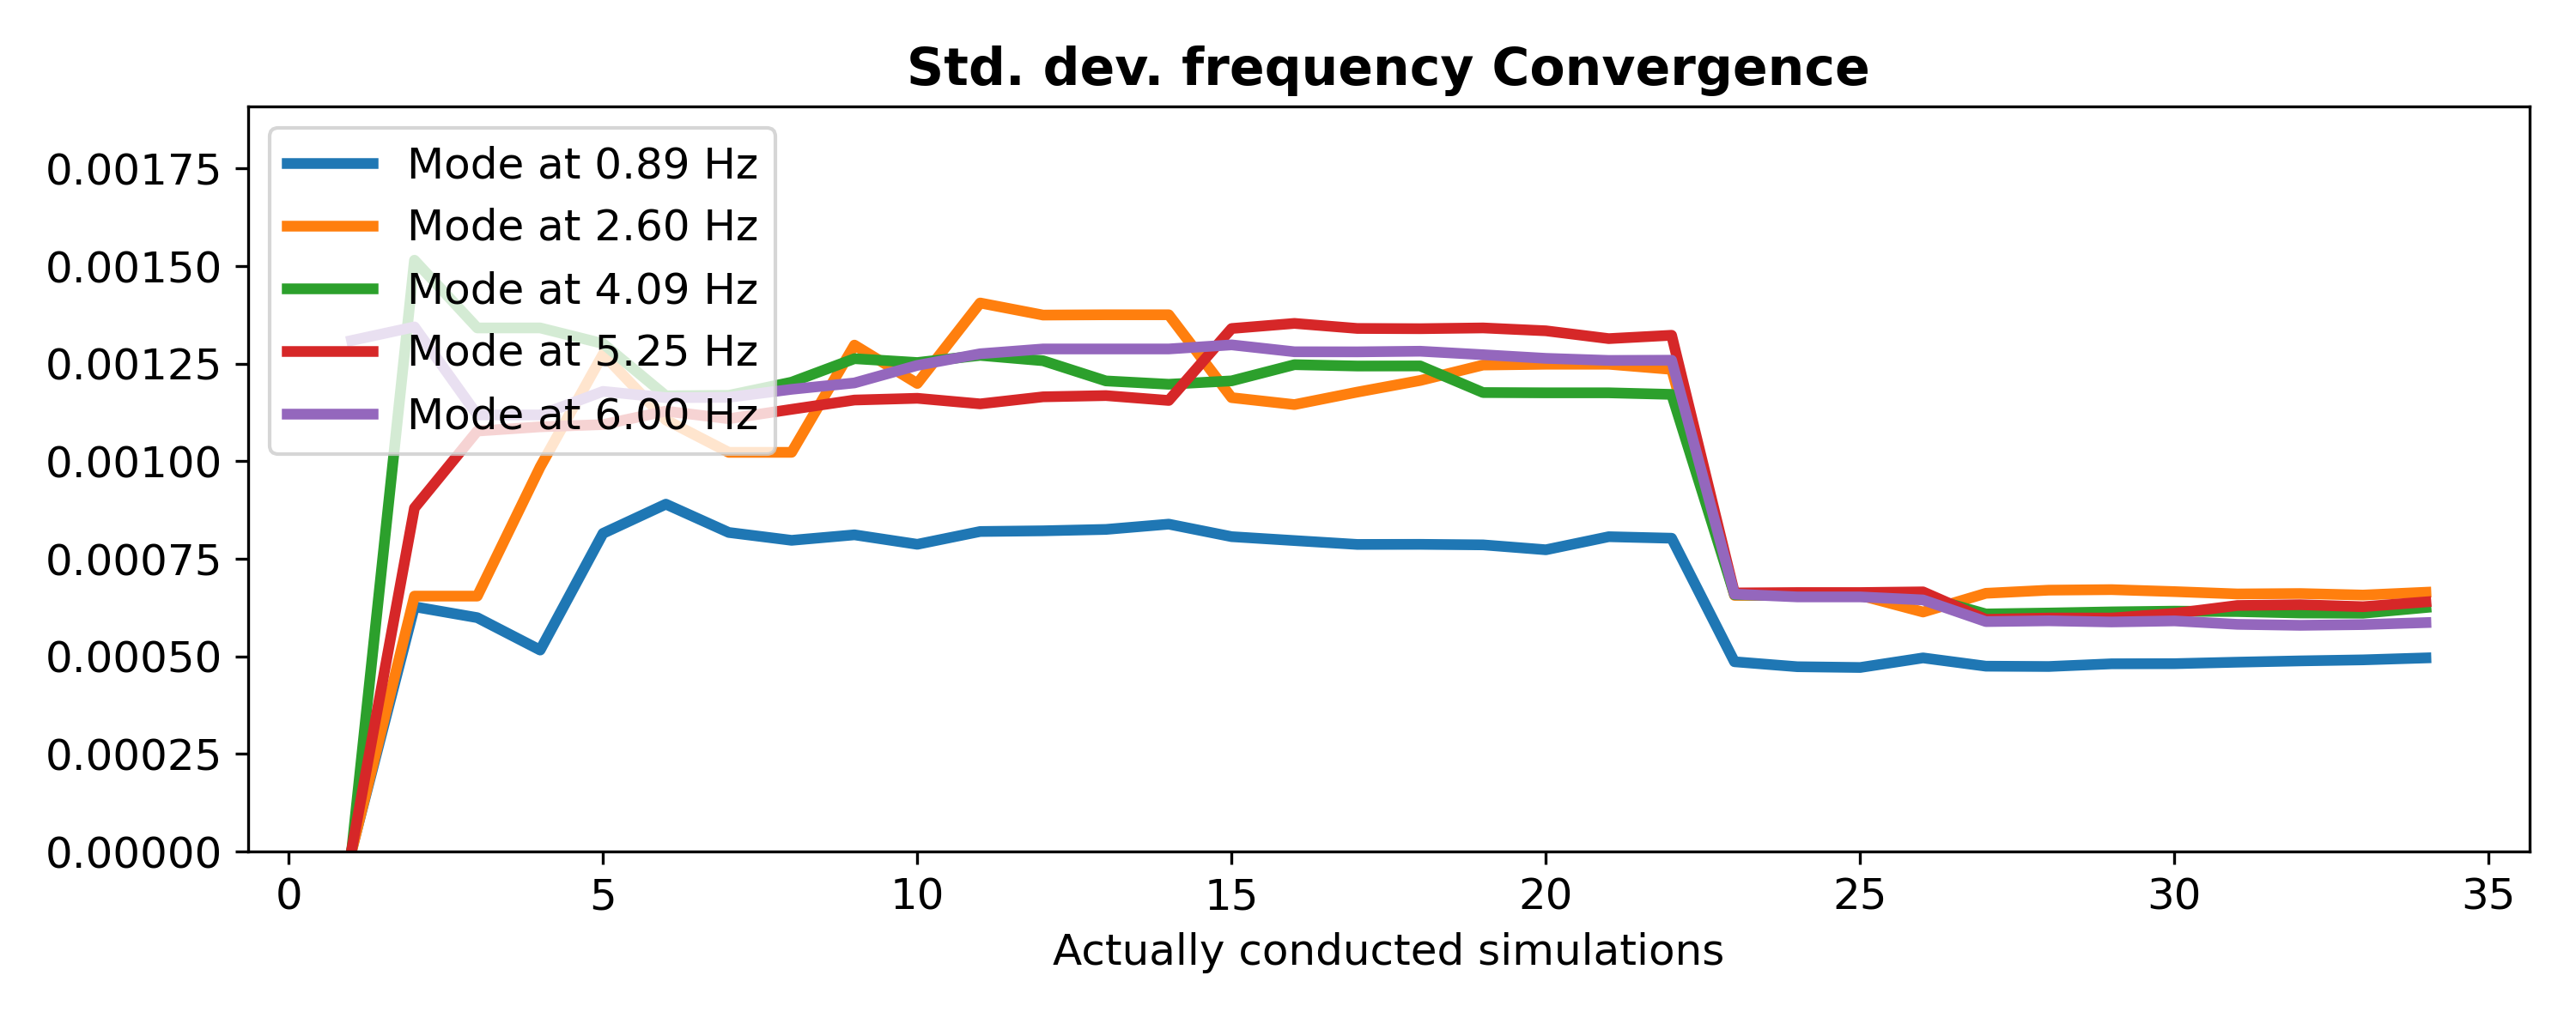 Std. dev. frequency Convergence
Mode at 0.89 Hz
Mode at 2.60 Hz
Mode at 4.09 Hz
Mode at 5.25 Hz
Mode at 6.00 Hz
0.00175
0.00150
0.00125
0.00100
0.00075
0.00050
0.00025
0.00000
0 5 10 15 20 25 30 35
Actually conducted simulations